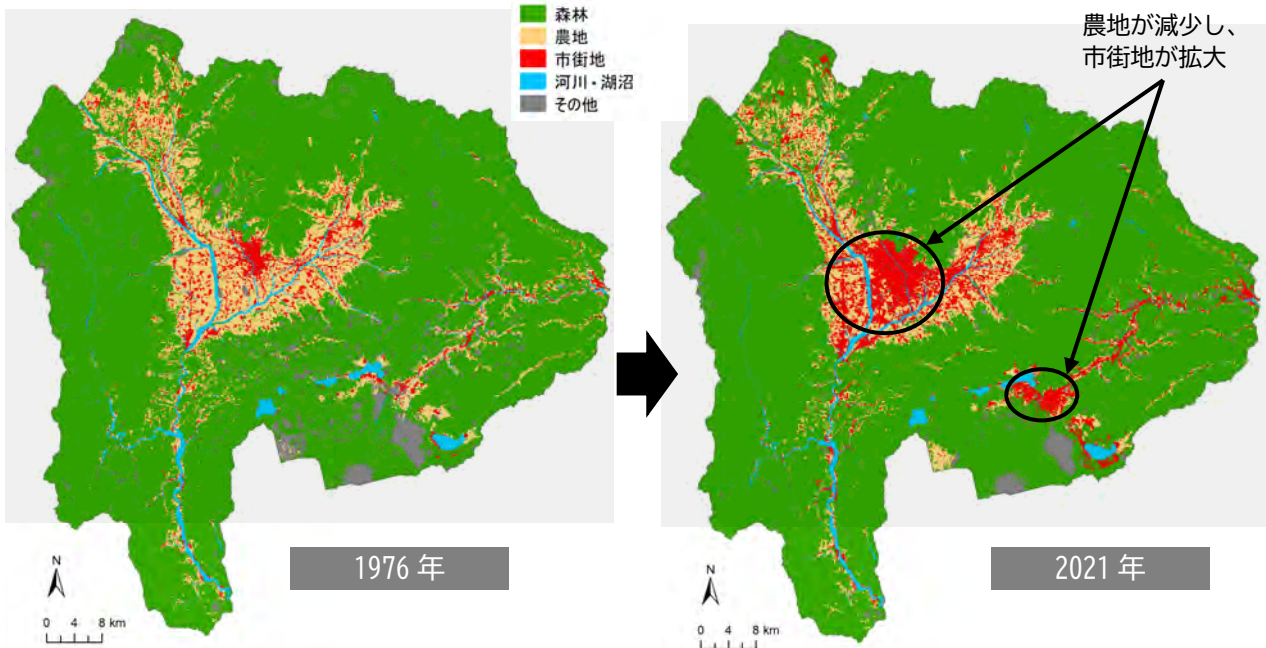 森林
農地
市街地
河川・湖沼
その他
農地が減少し、
市街地が拡大
1976 年
2021 年
N
0 4 8 km
N
0 4 8 km